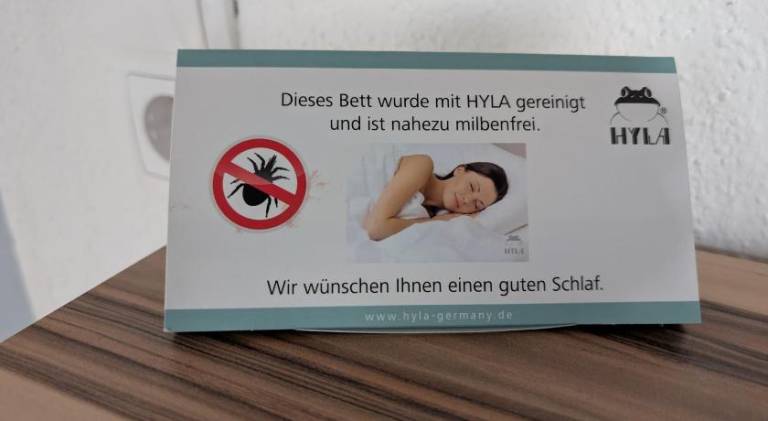 Dieses Bett wurde mit HYLA gereinigt
und ist nahezu milbenfrei.
HYLA®
HYLA
Wir wünschen Ihnen einen guten Schlaf.
www.hyla-germany.de